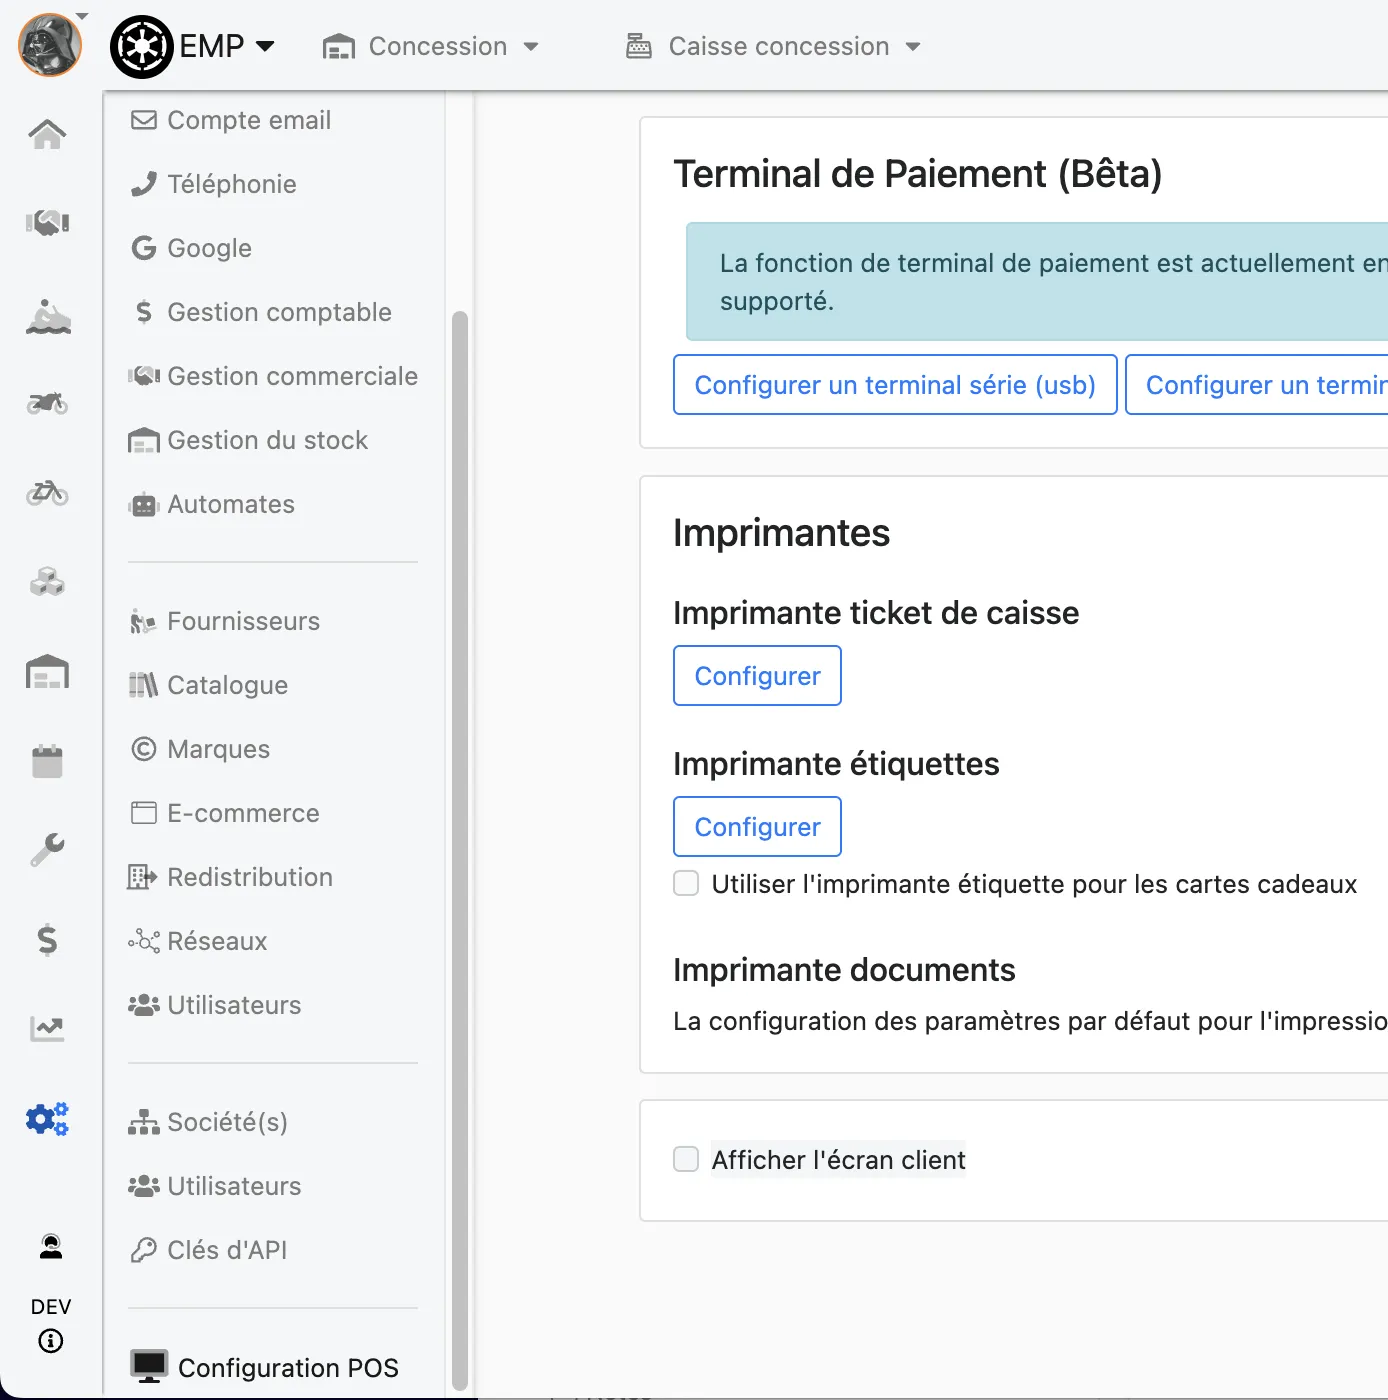 EMP
Concession
Caisse concession
Compte email
Téléphonie
Google
Gestion comptable
Gestion commerciale
Gestion du stock
Automates
Fournisseurs
Catalogue
Marques
E-commerce
Redistribution
Réseaux
Utilisateurs
Société(s)
Utilisateurs
Clés d'API
Configuration POS
DEV
Terminal de Paiement (Bêta)
La fonction de terminal de paiement est actuellement en
supporté.
Configurer un terminal série (usb)
Configurer un termin
Imprimantes
Imprimante ticket de caisse
Configurer
Imprimante étiquettes
Configurer
Utiliser l'imprimante étiquette pour les cartes cadeaux
Imprimante documents
La configuration des paramètres par défaut pour l'impressio
Afficher l'écran client